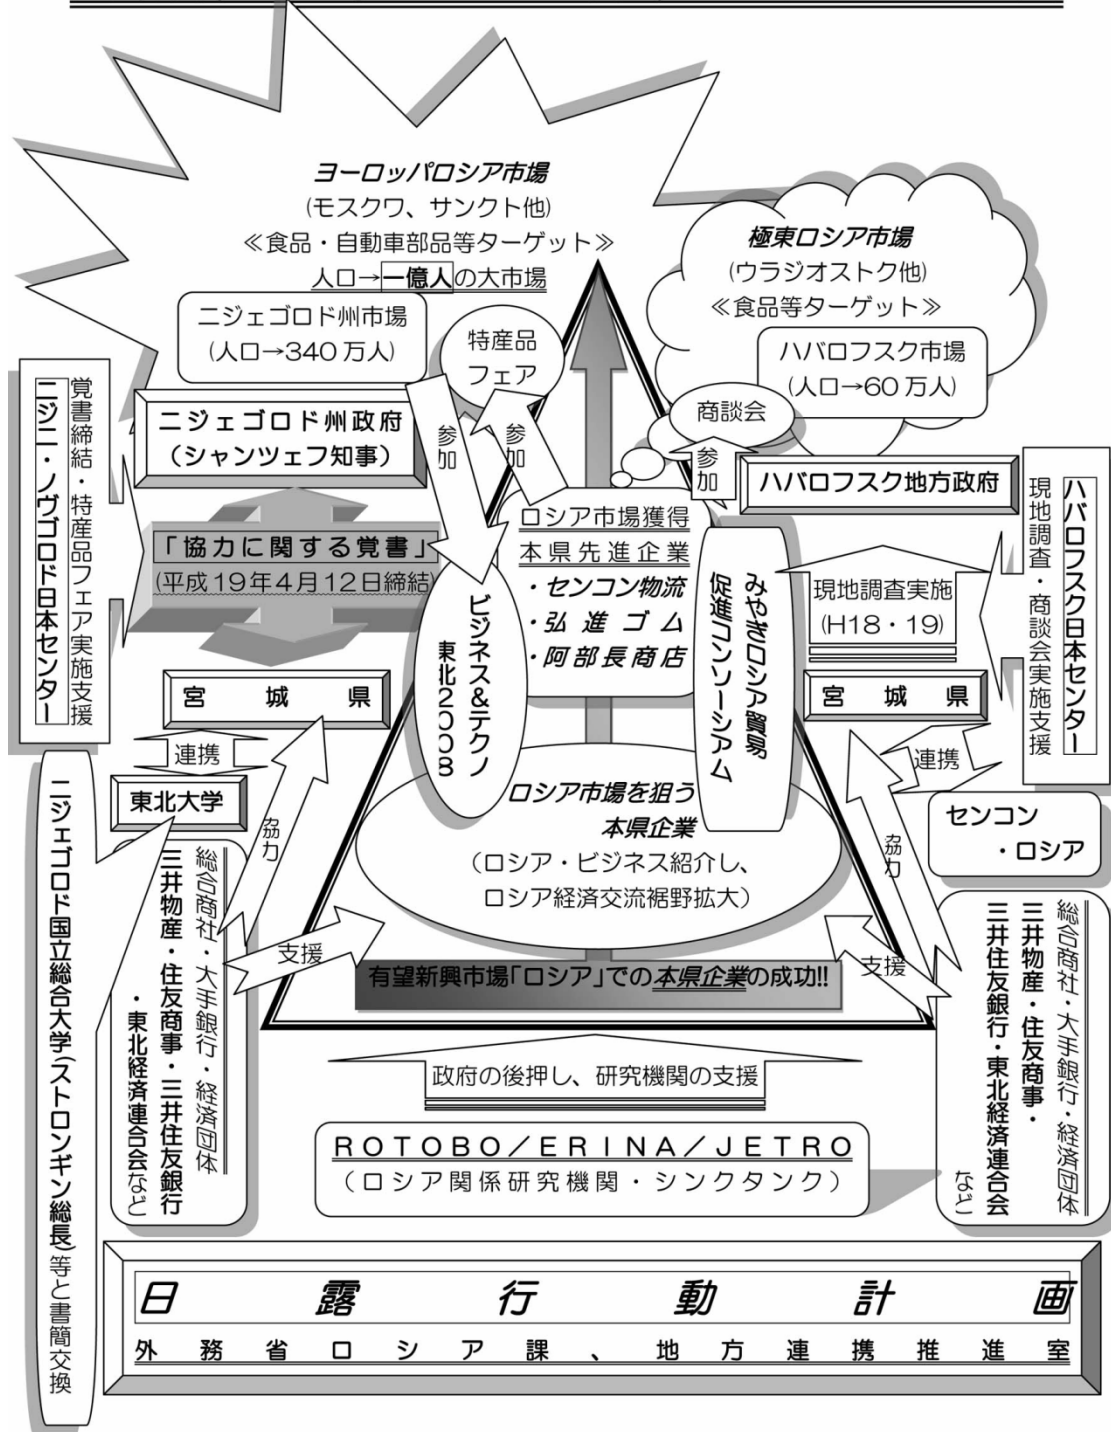 ヨーロッパロシア市場
(モスクワ、サンクト他)
≪食品・自動車部品等ターゲット≫
人口→一億人の大市場
ニジェゴロド州市場
(人口→340万人)
特産品
フェア
極東ロシア市場
(ウラジオストク他)
≪食品等ターゲット≫
ハバロフスク市場
(人口→60万人)
商談会
ニジェゴロド州政府
(シャンツェフ知事)
参加
参加
参加
ハバロフスク地方政府
覚書締結・特産品フェア実施支援
ニジニ・ノヴゴロド日本センター
「協力に関する覚書」
(平成19年4月12日締結)
ロシア市場獲得
本県先進企業
・センコン物流
・弘進ゴム
・阿部長商店
ビジネス&テクノ
東北2008
みやぎロシア貿易
促進コンソーシアム
現地調査実施
(H18・19)
ハバロフスク日本センター
現地調査・商談会実施支援
宮城県
宮城県
連携
連携
東北大学
センコン
・ロシア
協力
協力
ロシア市場を狙う
本県企業
(ロシア・ビジネス紹介し、
ロシア経済交流裾野拡大)
ニジェゴロド国立総合大学(ストロンギン総長)等と書簡交換
総合商社・大手銀行・経済団体
三井物産・住友商事・三井住友銀行
・東北経済連合会など
支援
支援
総合商社・大手銀行・経済団体
三井物産・住友商事・
三井住友銀行・東北経済連合会
など
有望新興市場「ロシア」での本県企業の成功!!
政府の後押し、研究機関の支援
ROTOBO/ERINA/JETRO
(ロシア関係研究機関・シンクタンク)
日露行動計画
外務省ロシア課、地方連携推進室